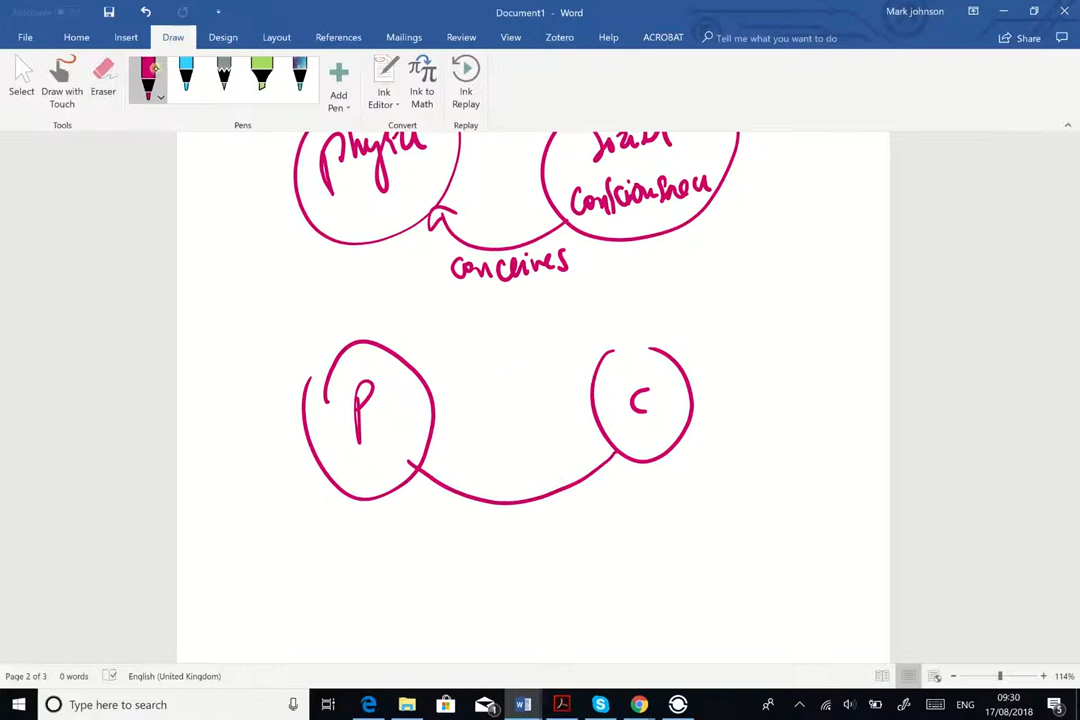 AutoSave Off
Document1 - Word
Mark johnson
File Home Insert Draw Design Layout References Mailings Review View Zotero Help ACROBAT Tell me what you want to do Share
Select
Draw with Touch
Eraser
Add Pen
Ink Editor
Ink to Math
Ink Replay
Tools Pens Convert Replay
conceives
P C
Page 2 of 3 0 words English (United Kingdom) 114%
Type here to search
ENG
09:30
17/08/2018
5